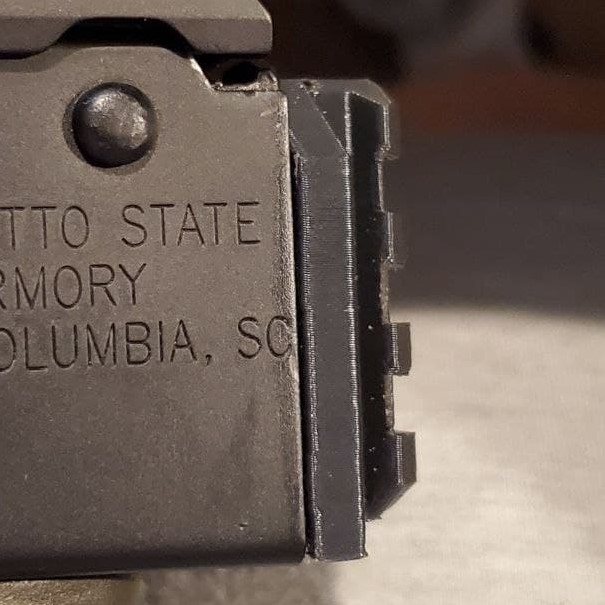 TTO STATE
RMORY
OLUMBIA, SC